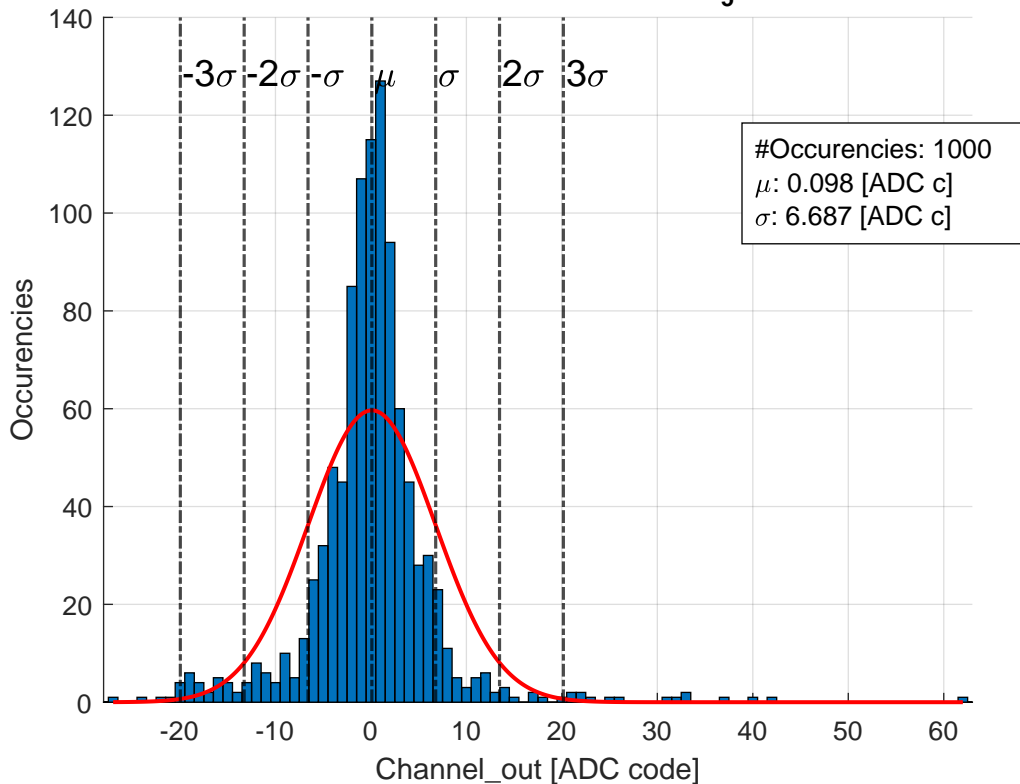 140
120
100
80
60
40
20
0
-3σ -2σ -σ μ σ 2σ 3σ
#Occurencies: 1000
μ: 0.098 [ADC c]
σ: 6.687 [ADC c]
Occurencies
-20 -10 0 10 20 30 40 50 60
Channel_out [ADC code]